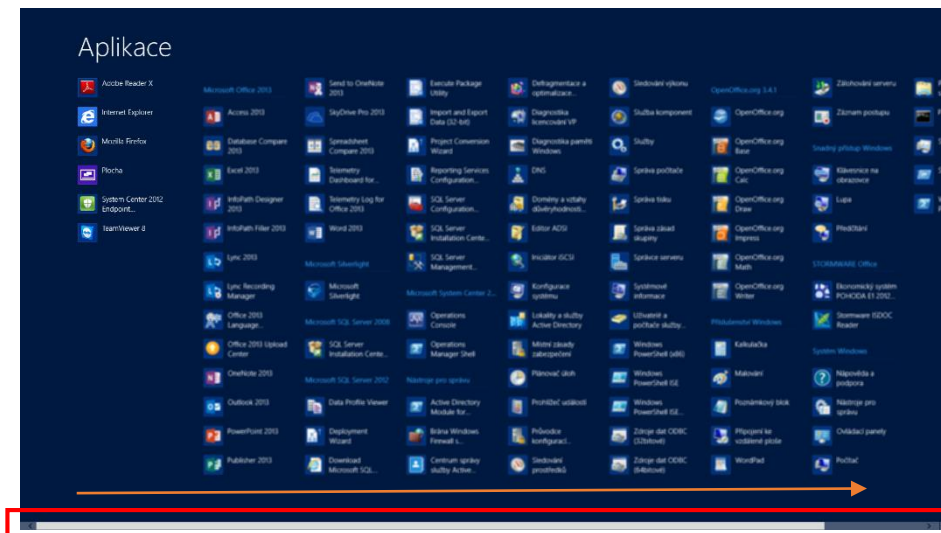 Aplikace
Adobe Reader X
Internet Explorer
Mozilla Firefox
Plocha
System Center 2012
Endpoint...
TeamViewer 8
Microsoft Office 2013
Access 2013
Database Compare
2013
Excel 2013
InfoPath Designer
2013
InfoPath Filler 2013
Lync 2013
Lync Recording
Manager
Office 2013
Language...
Office 2013 Upload
Center
OneNote 2013
Outlook 2013
PowerPoint 2013
Publisher 2013
Send to OneNote
2013
SkyDrive Pro 2013
Spreadsheet
Compare 2013
Telemetry
Dashboard for...
Telemetry Log for
Office 2013
Word 2013
Microsoft Silverlight
Microsoft
Silverlight
Microsoft SQL Server 2008
SQL Server
Installation Cente...
Microsoft SQL Server 2012
Data Profile Viewer
Deployment
Wizard
Download
Microsoft SQL...
Execute Package
Utility
Import and Export
Data (32-bit)
Project Conversion
Wizard
Reporting Services
Configuration...
SQL Server
Configuration...
SQL Server
Installation Cente...
SQL Server
Management...
Microsoft System Center 2...
Operations
Console
Operations
Manager Shell
Nástroje pro správu
Active Directory
Module for...
Brána Windows
Firewall s...
Centrum správy
služby Active...
Defragmentace a
optimalizace...
Diagnostika
licencování VP
Diagnostika paměti
Windows
DNS
Domény a vztahy
důvěryhodnosti...
Editor ADSI
Iniciátor iSCSI
Konfigurace
systému
Lokality a služby
Active Directory
Místní zásady
zabezpečení
Plánovač úloh
Prohlížeč událostí
Průvodce
konfigurací...
Sledování
prostředků
Sledování výkonu
Služba komponent
Služby
Správa počítače
Správa tisku
Správa zásad
skupiny
Správce serveru
Systémové
informace
Uživatelé a
počítače služby...
Windows
PowerShell (x86)
Windows
PowerShell ISE
Windows
PowerShell ISE...
Zdroje dat ODBC
(32bitové)
Zdroje dat ODBC
(64bitové)
OpenOffice.org 3.4.1
OpenOffice.org
OpenOffice.org
Base
OpenOffice.org
Calc
OpenOffice.org
Draw
OpenOffice.org
Impress
OpenOffice.org
Math
OpenOffice.org
Writer
Příslušenství Windows
Kalkulačka
Malování
Poznámkový blok
Připojení ke
vzdálené ploše
WordPad
Zálohování serveru
Záznam postupu
Snadný přístup Windows
Klávesnice na
obrazovce
Lupa
Předčítání
STORMWARE Office
Ekonomický systém
POHODA E1 2012...
Stormware ISDOC
Reader
System Windows
Nápověda a
podpora
Nástroje pro
správu
Ovládací panely
Počítač